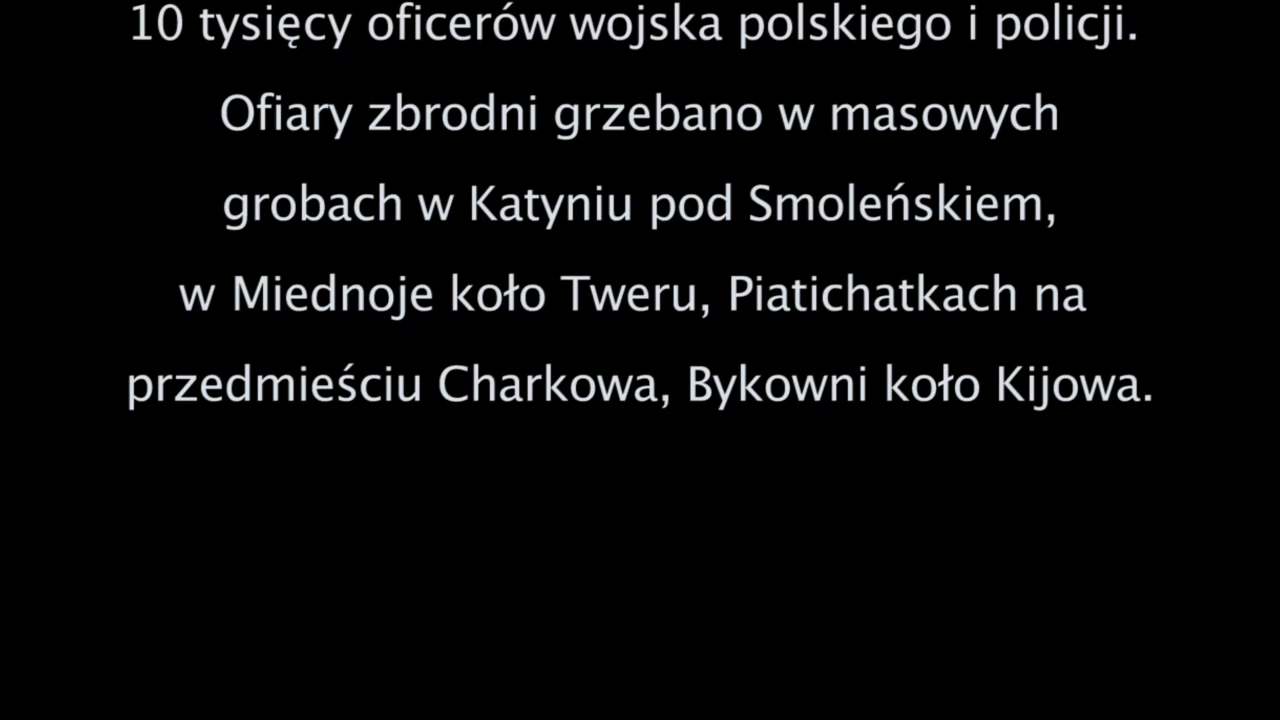 10 tysięcy oficerów wojska polskiego i policji.
Ofiary zbrodni grzebano w masowych
grobach w Katyniu pod Smoleńskiem,
w Miednoje koło Tweru, Piatichatkach na
przedmieściu Charkowa, Bykowni koło Kijowa.